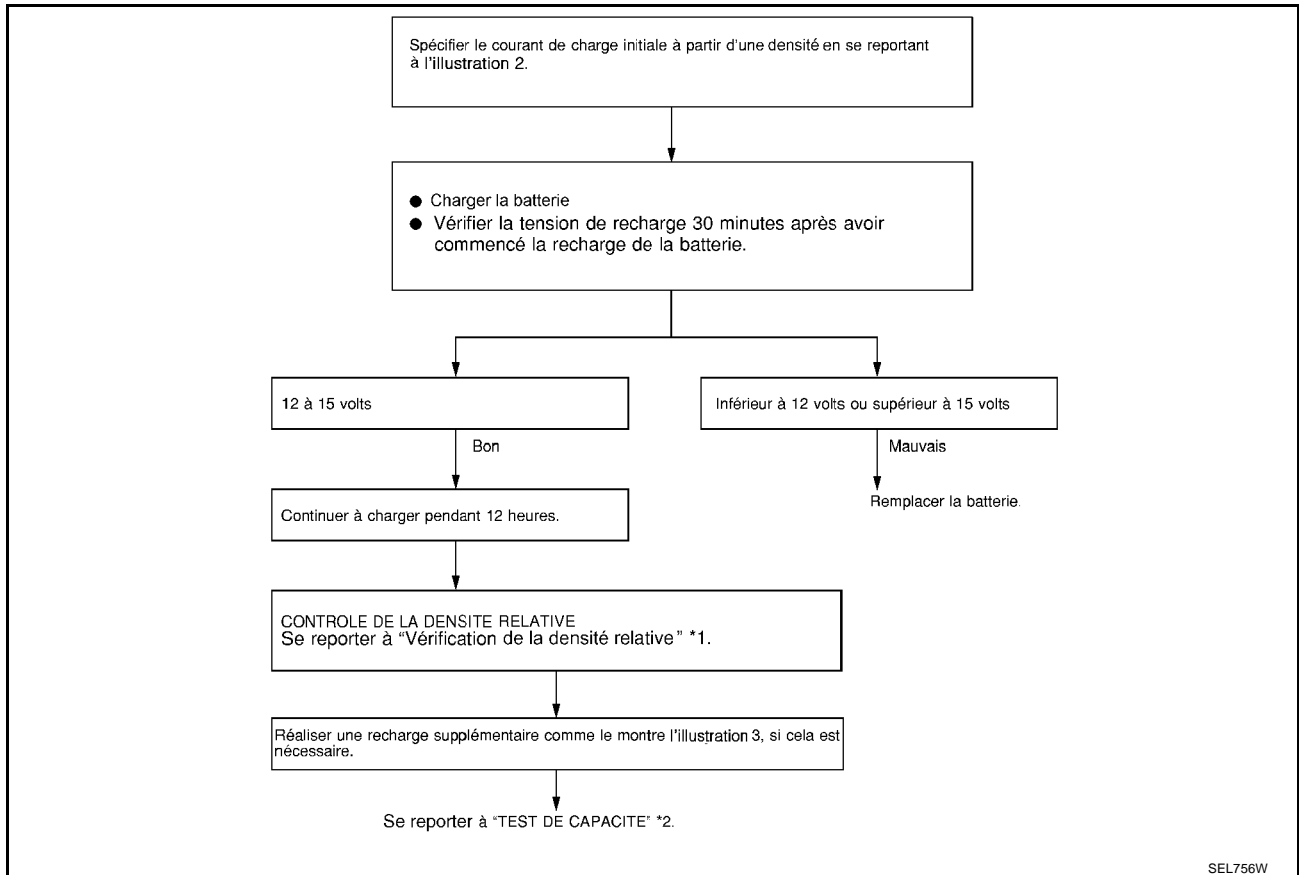 Spécifier le courant de charge initiale à partir d'une densité en se reportant
à l'illustration 2.
● Charger la batterie
● Vérifier la tension de recharge 30 minutes après avoir
commencé la recharge de la batterie.
12 à 15 volts
Inférieur à 12 volts ou supérieur à 15 volts
Bon
Mauvais
Continuer à charger pendant 12 heures.
Remplacer la batterie.
CONTROLE DE LA DENSITE RELATIVE
Se reporter à “Vérification de la densité relative” *1.
Réaliser une recharge supplémentaire comme le montre l'illustration 3, si cela est
nécessaire.
Se reporter à “TEST DE CAPACITE” *2.
SEL756W